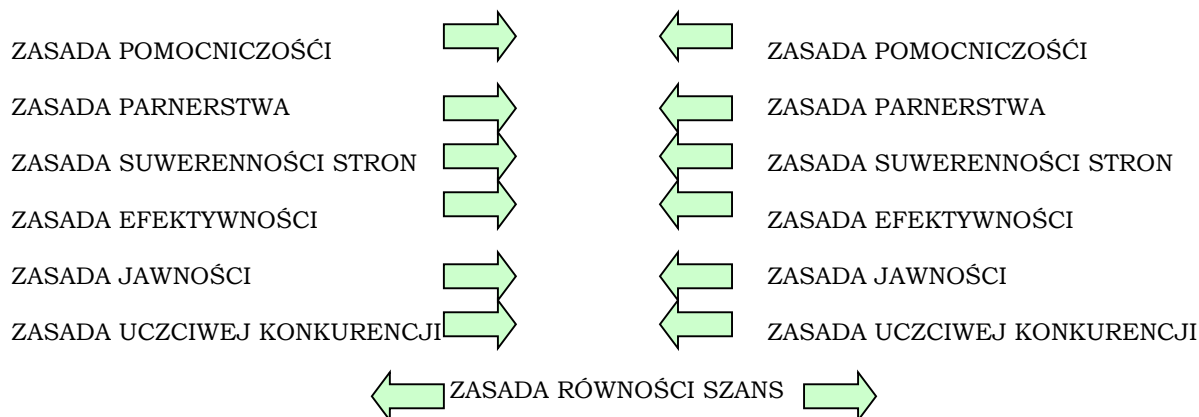 ZASADA POMOCNICZOŚĆI ZASADA POMOCNICZOŚĆI
ZASADA PARNERSTWA ZASADA PARNERSTWA
ZASADA SUWERENNOŚCI STRON ZASADA SUWERENNOŚCI STRON
ZASADA EFEKTYWNOŚCI ZASADA EFEKTYWNOŚCI
ZASADA JAWNOŚCI ZASADA JAWNOŚCI
ZASADA UCZCIWEJ KONKURENCJI ZASADA UCZCIWEJ KONKURENCJI
ZASADA RÓWNOŚCI SZANS